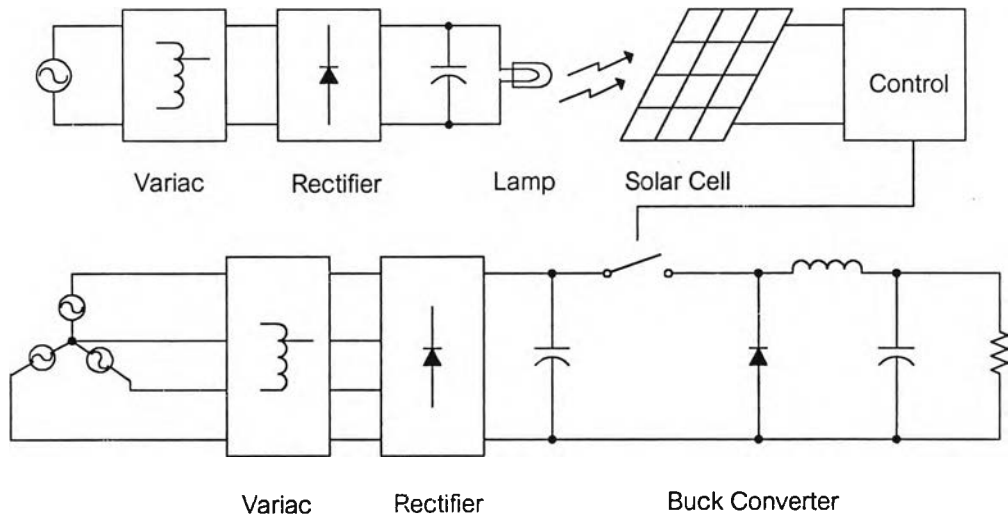 Control
Variac
Rectifier
Lamp
Solar Cell
Variac
Rectifier
Buck Converter